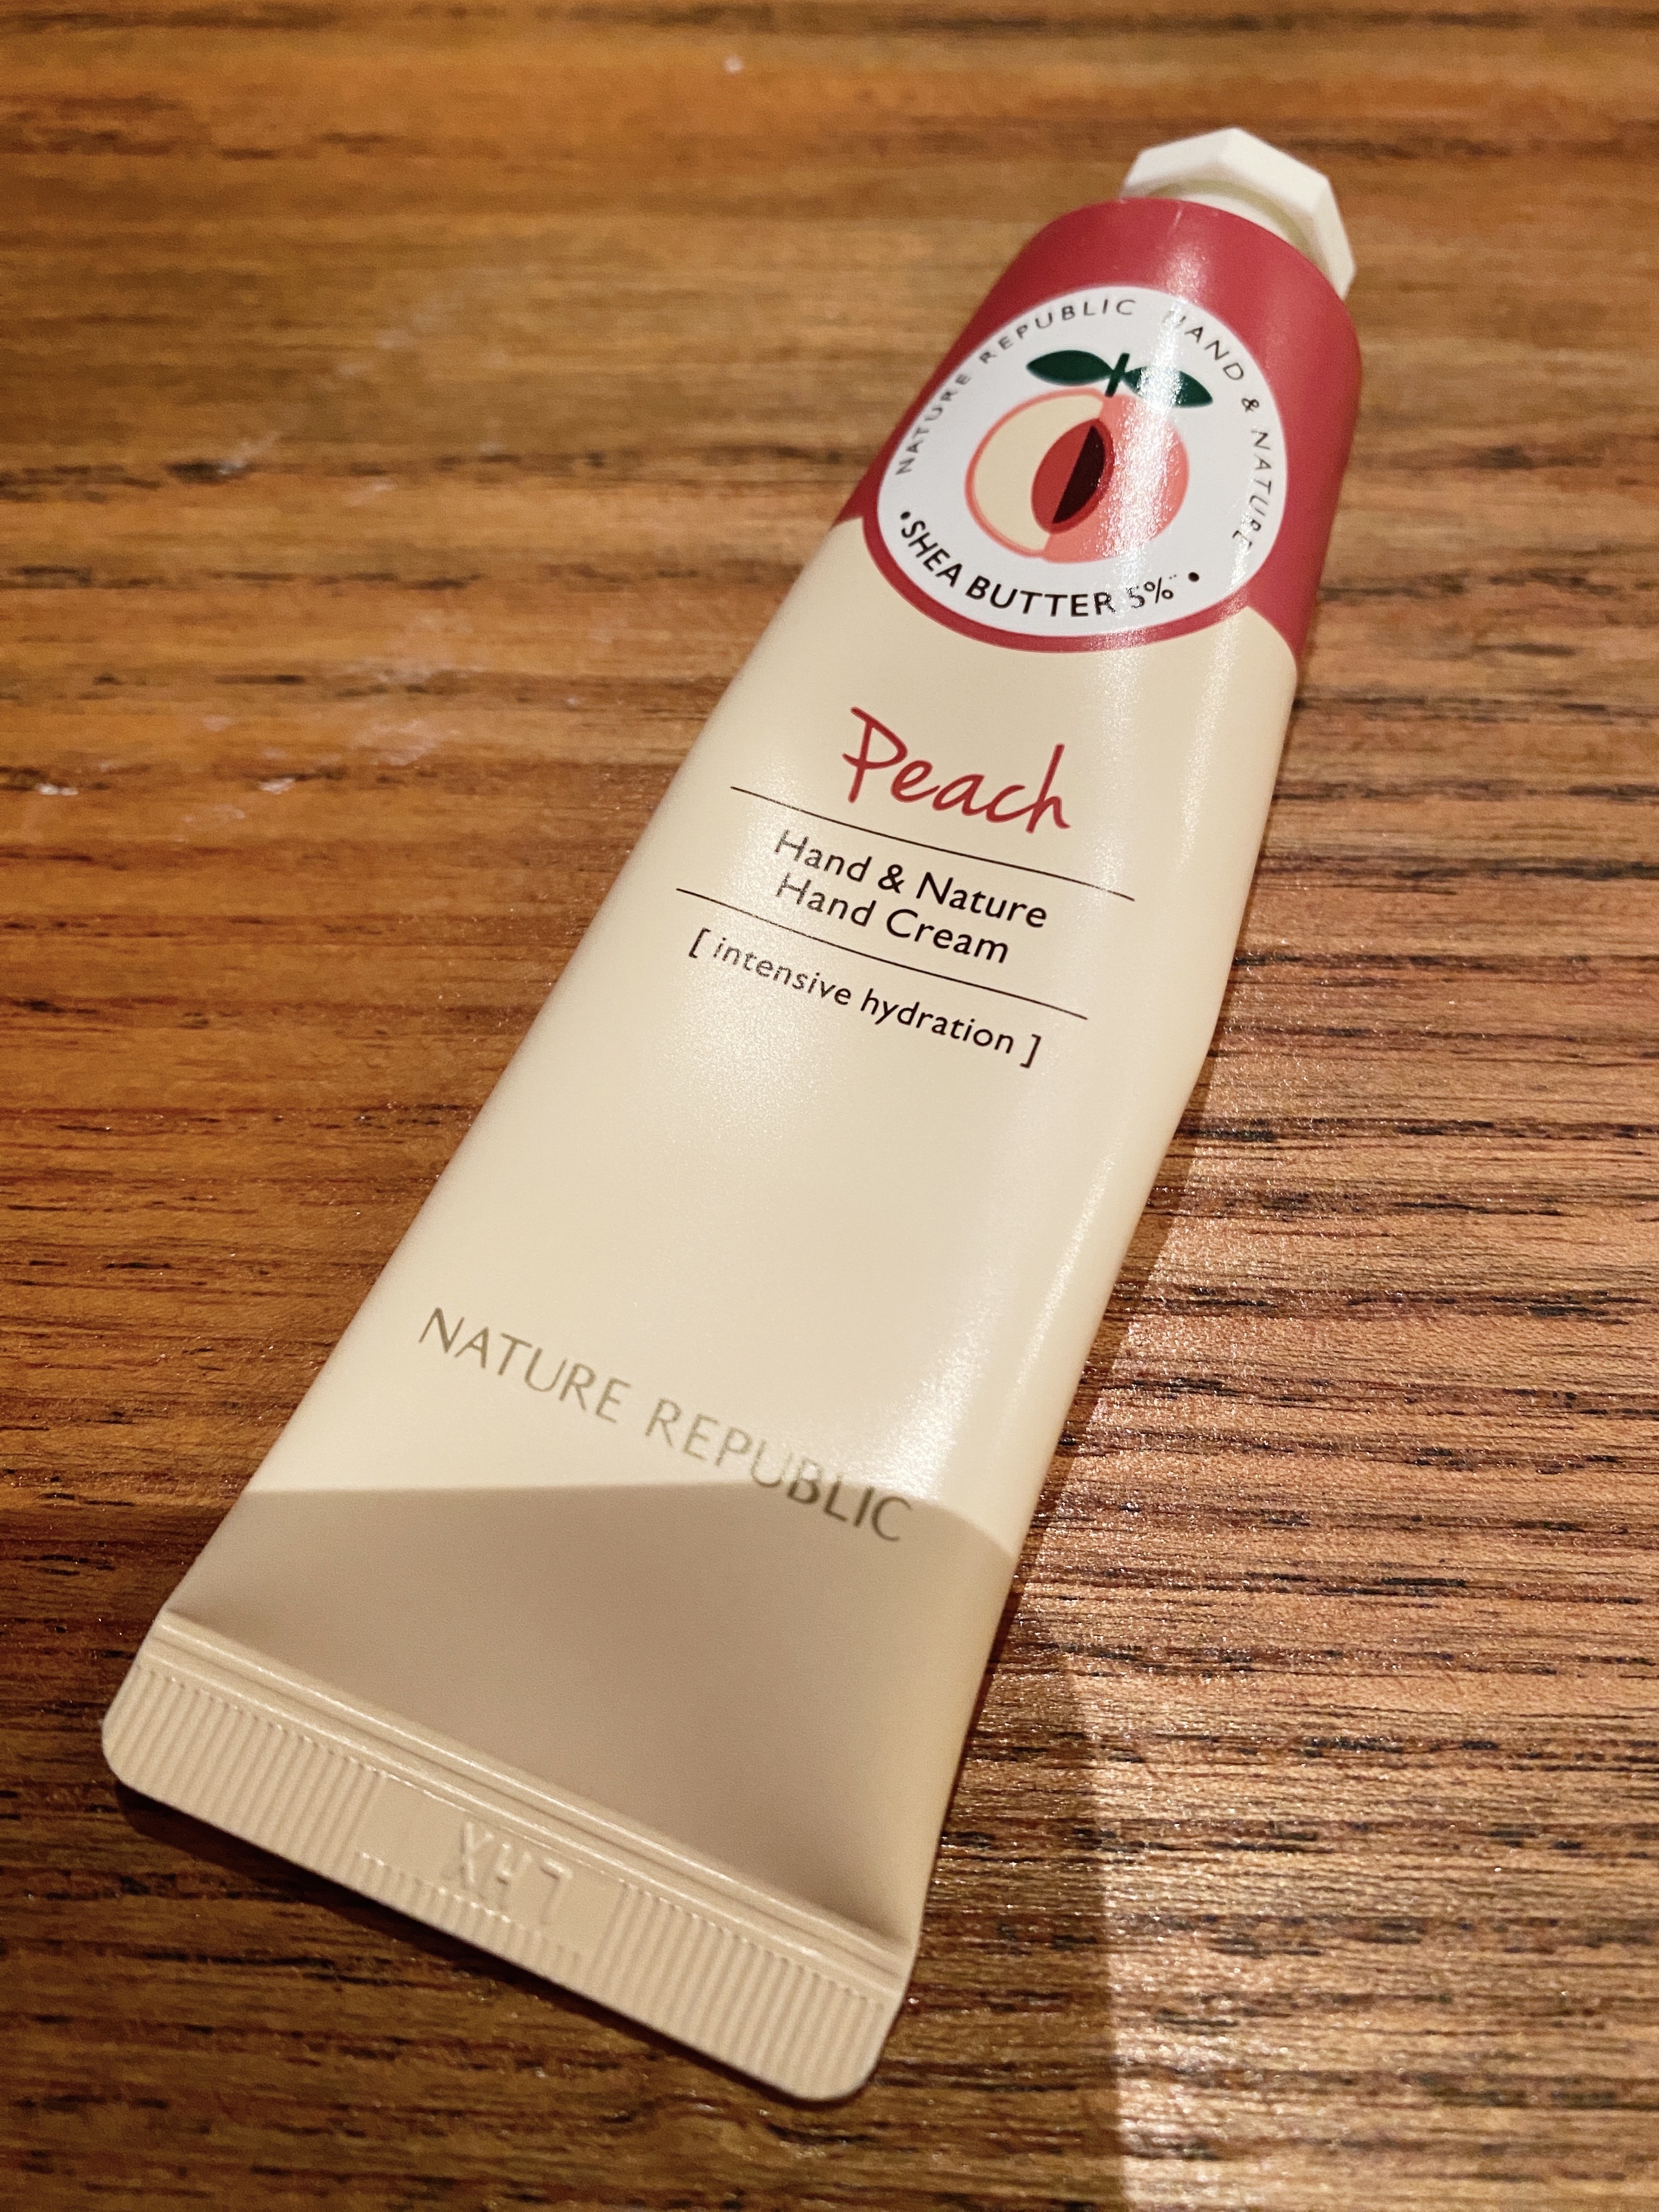 NATURE REPUBLIC HAND & NATURE
•SHEA BUTTER 5%•
Peach
Hand & Nature
Hand Cream
[ intensive hydration ]
NATURE REPUBLIC